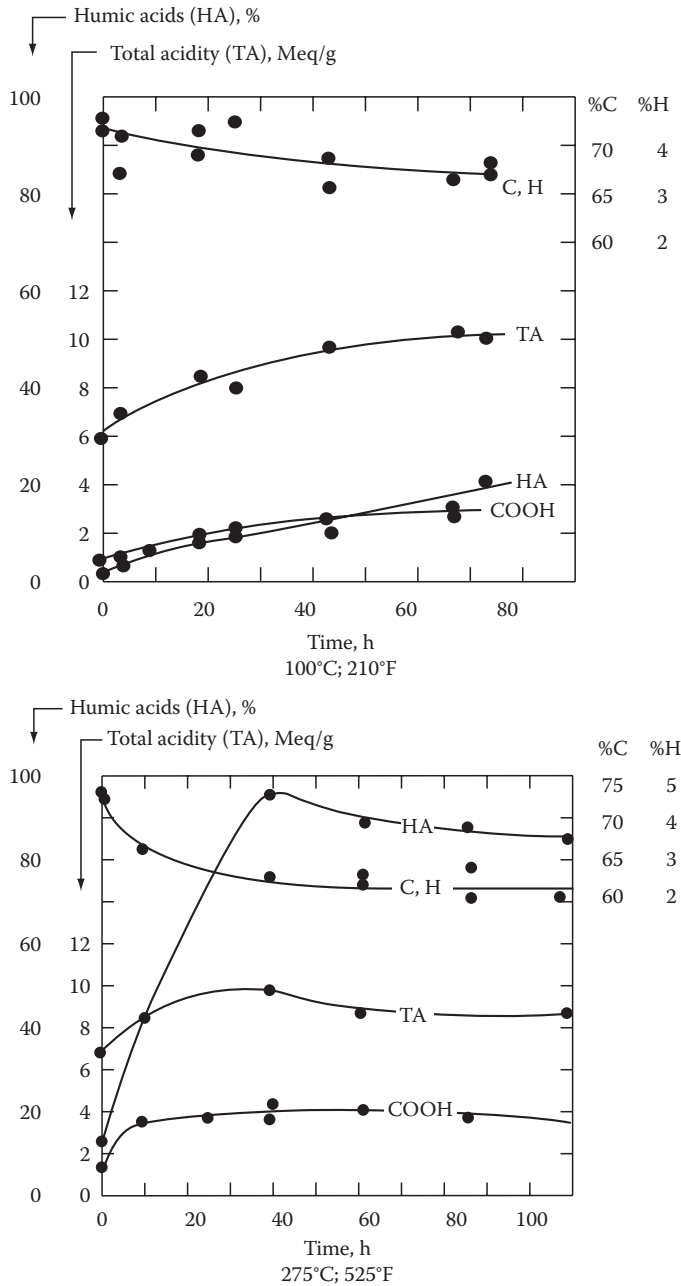 Humic acids (HA), %
Total acidity (TA), Meq/g
%C %H
100
70 4
80
C, H
65 3
60 2
60 12
10 TA
40 8
6
20 4
HA
COOH
2
0 0
0 20 40 60 80
Time, h
100°C; 210°F
Humic acids (HA), %
Total acidity (TA), Meq/g
%C %H
100 75 5
70 4
HA
80 65 3
C, H
60 2
60 12
10
TA
40 8
6
20 4 COOH
2
0 0
0 20 40 60 80 100
Time, h
275°C; 525°F